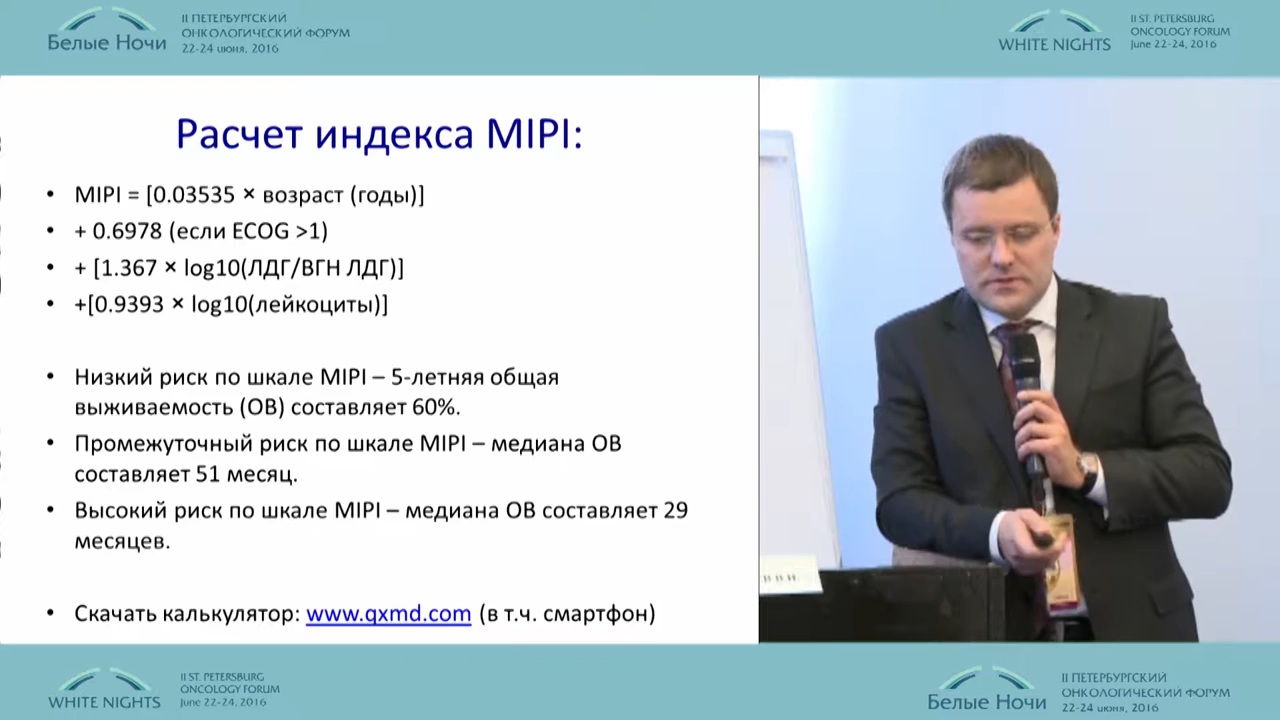 Белые Ночи
II ПЕТЕРБУРГСКИЙ
ОНКОЛОГИЧЕСКИЙ ФОРУМ
22-24 июня, 2016
WHITE NIGHTS
II ST. PETERSBURG
ONCOLOGY FORUM
June 22-24, 2016
Расчет индекса MIPI:
• MIPI = [0.03535 × возраст (годы)]
• + 0.6978 (если ECOG >1)
• + [1.367 × log10(ЛДГ/ВГН ЛДГ)]
• +[0.9393 × log10(лейкоциты)]
• Низкий риск по шкале MIPI – 5-летняя общая
выживаемость (ОВ) составляет 60%.
• Промежуточный риск по шкале MIPI – медиана ОВ
составляет 51 месяц.
• Высокий риск по шкале MIPI – медиана ОВ составляет 29
месяцев.
• Скачать калькулятор: www.qxmd.com (в т.ч. смартфон)
WHITE NIGHTS
II ST. PETERSBURG
ONCOLOGY FORUM
June 22-24, 2016
Белые Ночи
II ПЕТЕРБУРГСКИЙ
ОНКОЛОГИЧЕСКИЙ ФОРУМ
22-24 июня, 2016